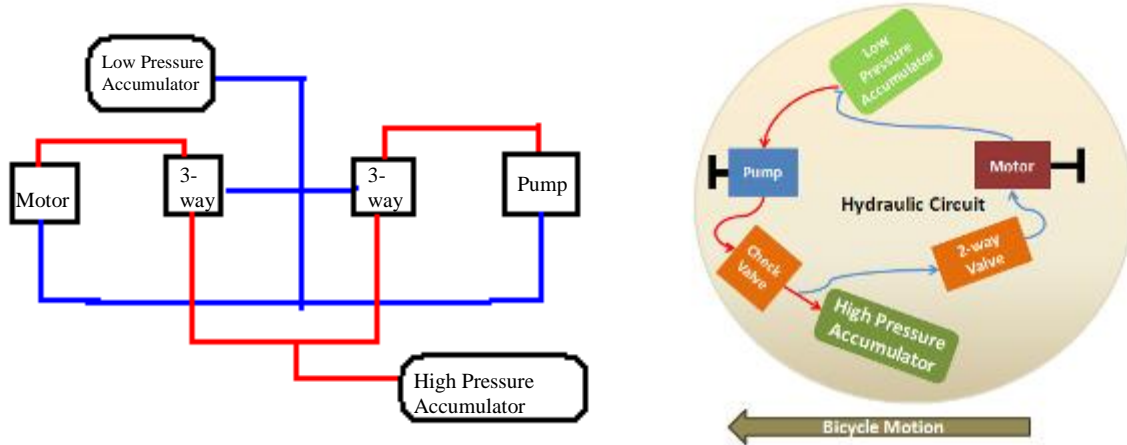 Low Pressure
Accumulator
Motor
3-
way
3-
way
Pump
High Pressure
Accumulator
Low
Pressure
Accumulator
Pump
Motor
Hydraulic Circuit
Check
Valve
2-way
Valve
High Pressure
Accumulator
Bicycle Motion